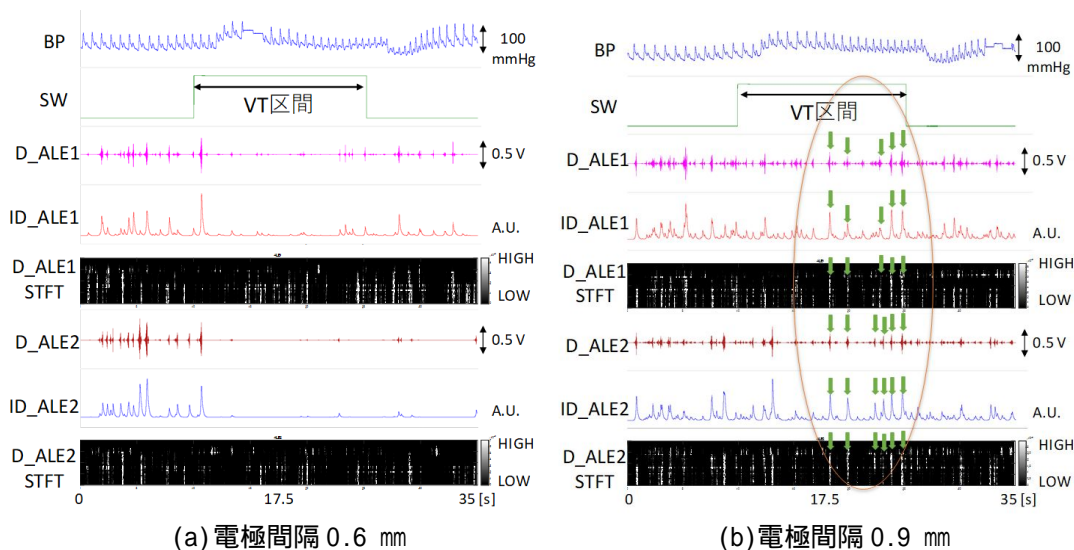 BP
100
mmHg
SW
VT区間
D_ALE1
0.5 V
ID_ALE1
A.U.
D_ALE1
STFT
HIGH
LOW
D_ALE2
0.5 V
ID_ALE2
A.U.
D_ALE2
STFT
HIGH
LOW
0
17.5
35 [s]
(a)電極間隔0.6 ㎜
BP
100
mmHg
SW
VT区間
D_ALE1
0.5 V
ID_ALE1
A.U.
D_ALE1
STFT
HIGH
LOW
D_ALE2
0.5 V
ID_ALE2
A.U.
D_ALE2
STFT
HIGH
LOW
0
17.5
35 [s]
(b)電極間隔0.9 ㎜